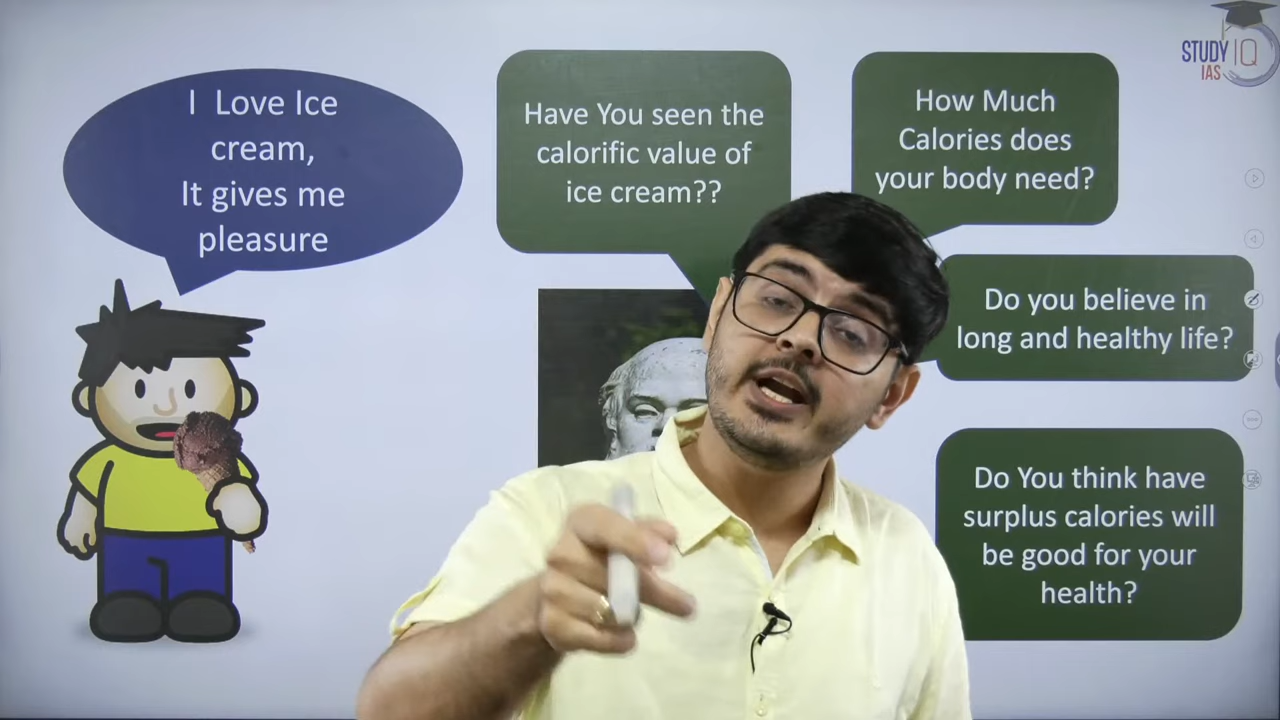 I Love Ice
cream,
It gives me
pleasure
Have You seen the
calorific value of
ice cream??
How Much
Calories does
your body need?
Do you believe in
long and healthy life?
Do You think have
surplus calories will
be good for your
health?
STUDY IQ
IAS